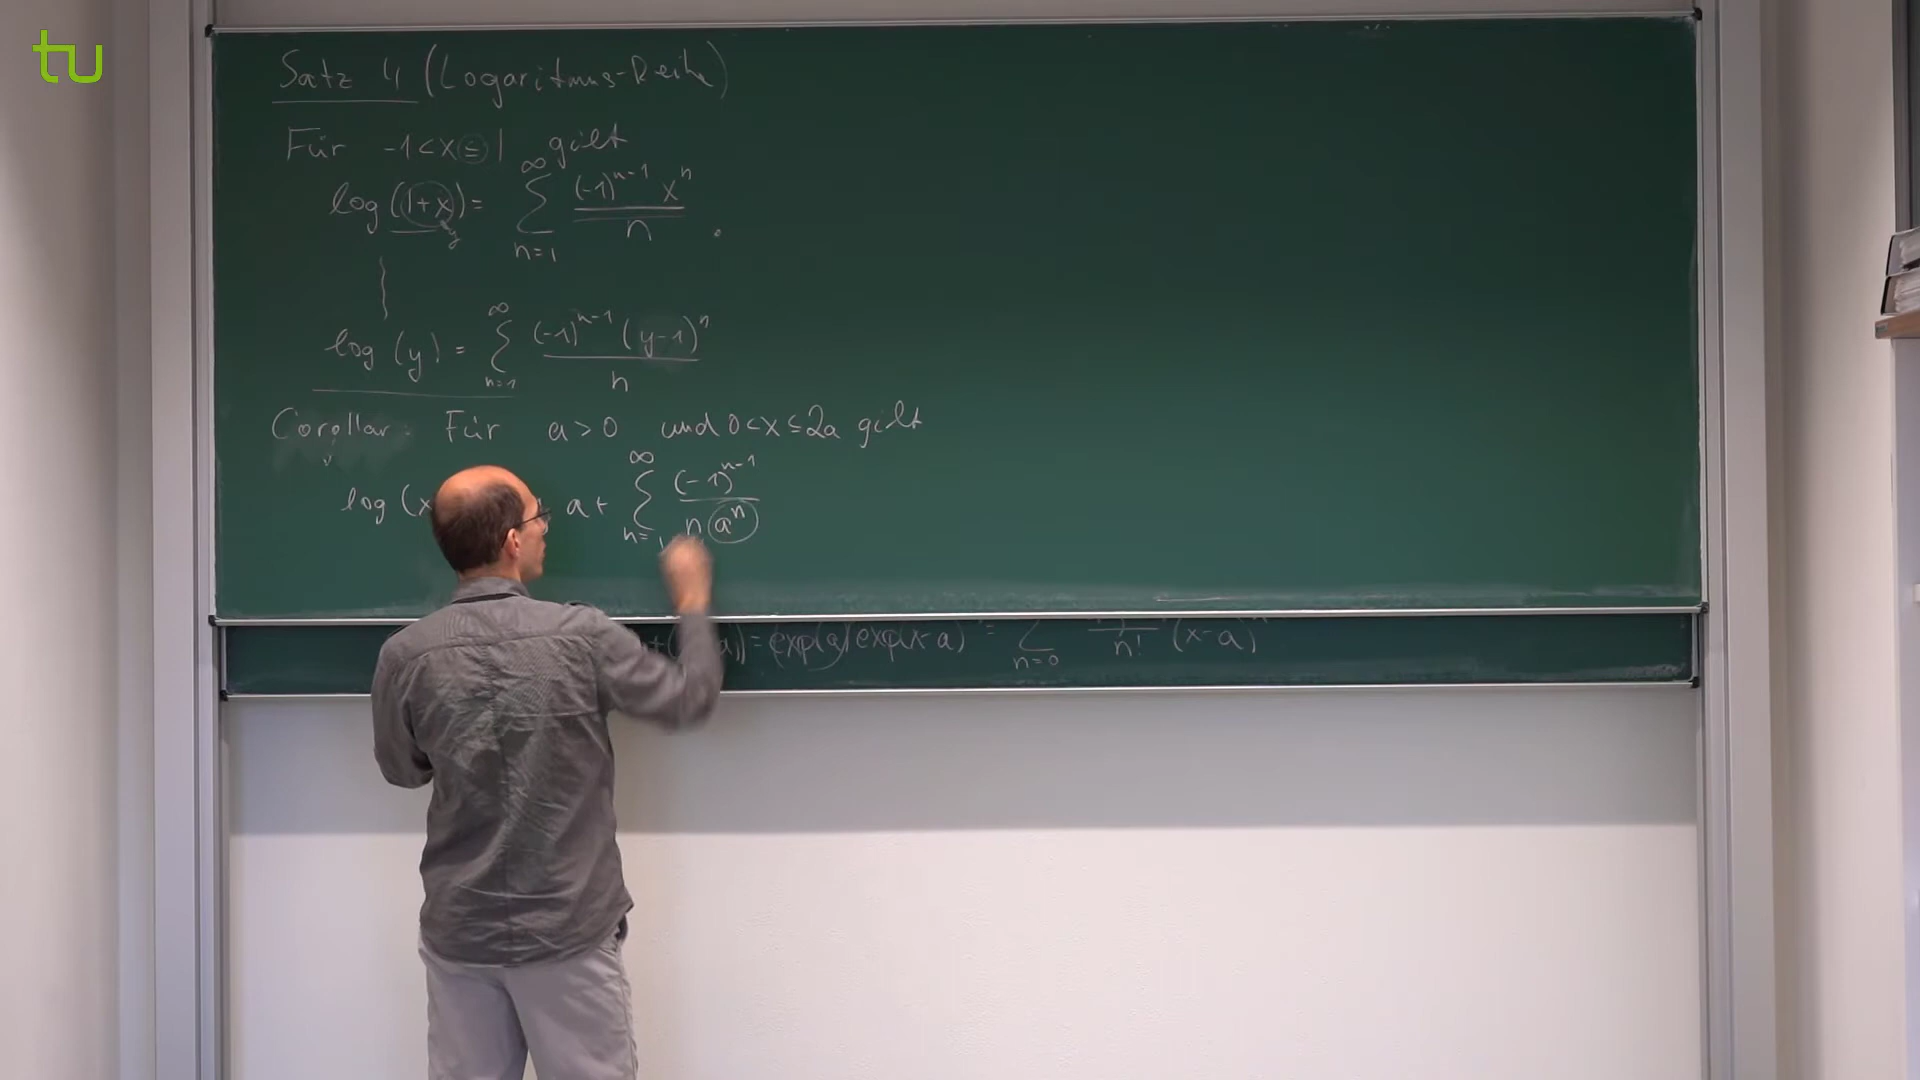 tu
Satz 4 (Logaritmus-Reihe)
Für -1<x≤1 gilt
log(1+x) = ∑_{n=1}^{∞} (-1)^{n-1} x^n / n .
y
log(y) = ∑_{n=1}^{∞} (-1)^{n-1} (y-1)^n / n
Corollar: Für a>0 und 0<x≤2a gilt
log(x a + ∑_{n=1}^{∞} (-1)^{n-1} / n a^n
a)) = exp(a) exp(x-a) = ∑_{n=0} / n! (x-a)